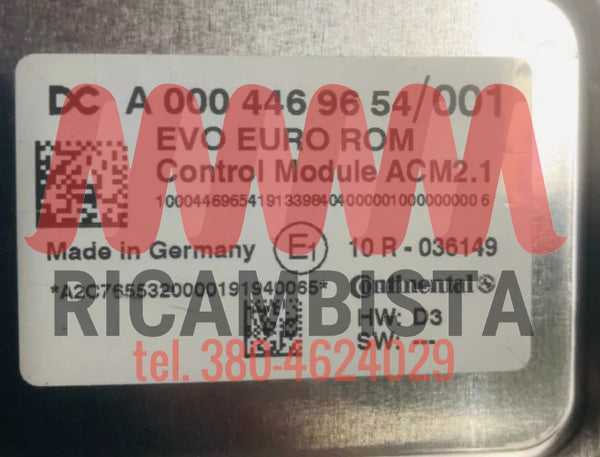 DC A 000 446 96 54/001
EVO EURO ROM
Control Module ACM2.1
Made in Germany E1 10 R - 036149
*A2C7655320000191940065* Continental
RICAMBISTA
HW: D3
SW: ---
tel. 380-4624029